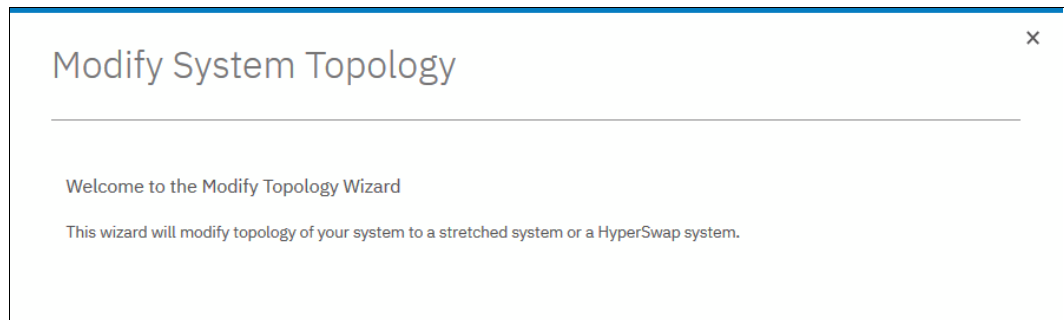 Modify System Topology
Welcome to the Modify Topology Wizard
This wizard will modify topology of your system to a stretched system or a HyperSwap system.